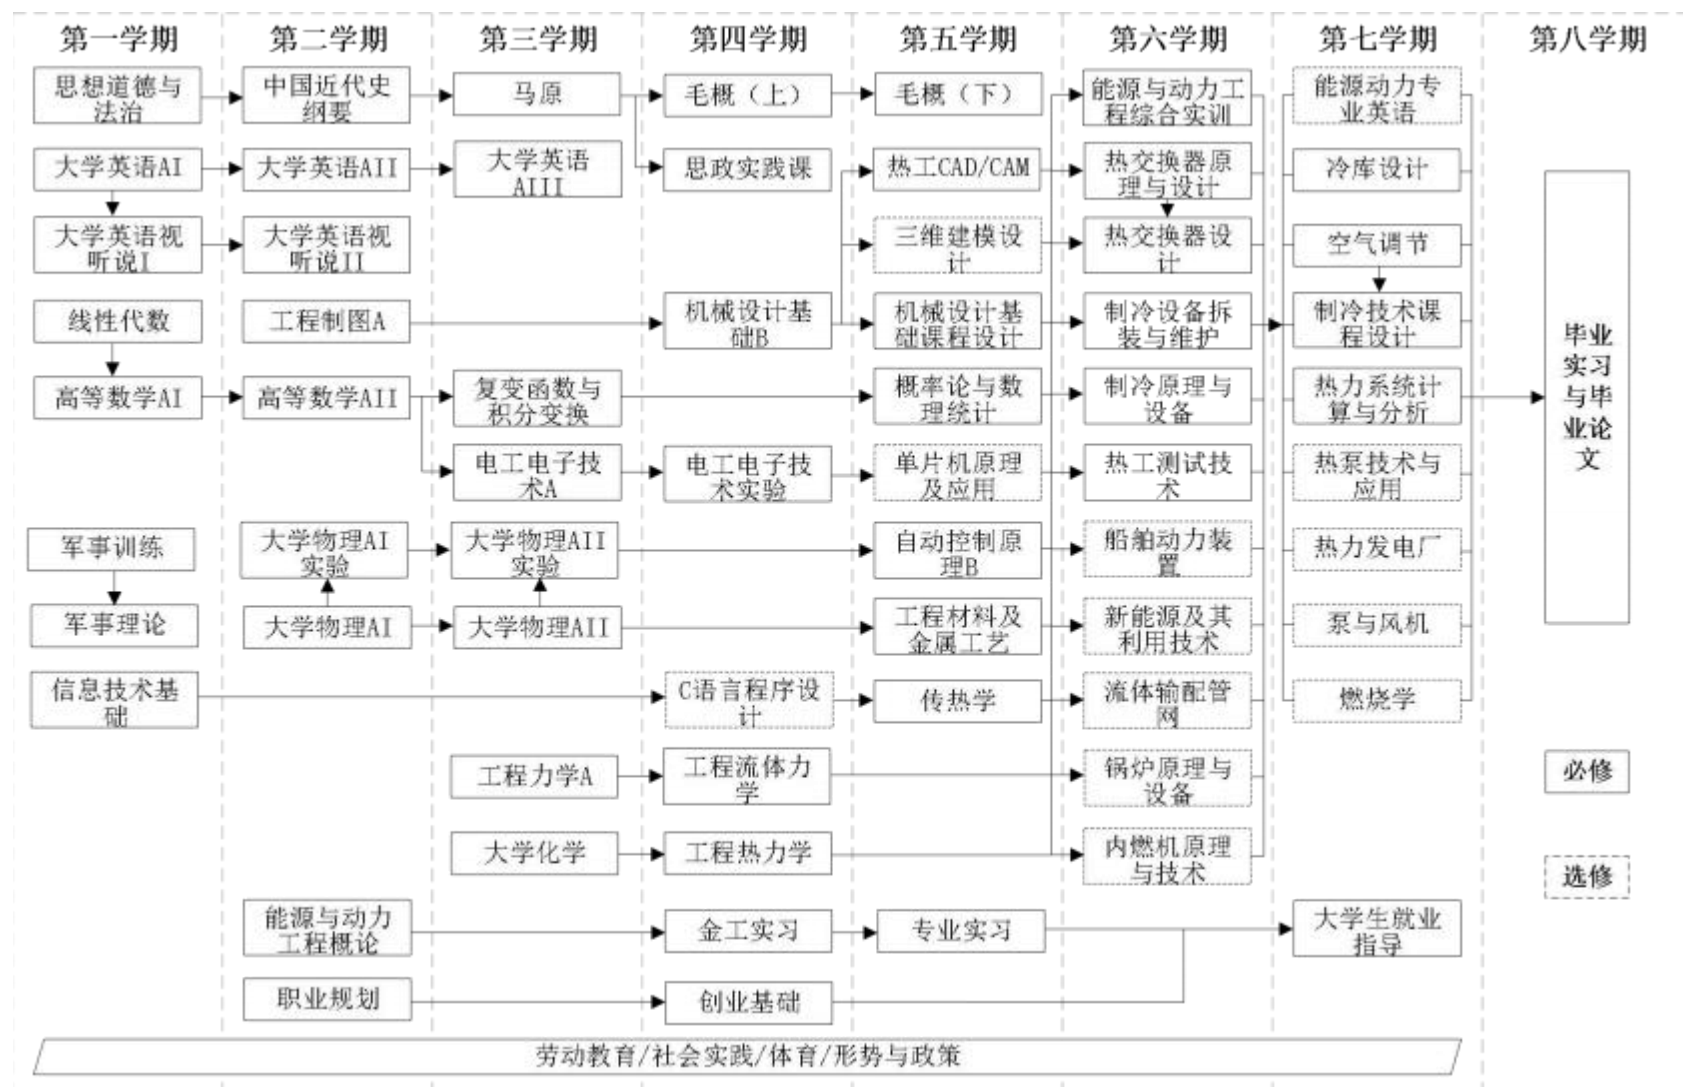 第一学期
第二学期
第三学期
第四学期
第五学期
第六学期
第七学期
第八学期
思想道德与
法治
中国近代史
纲要
马原
毛概（上）
毛概（下）
能源与动力工
程综合实训
能源动力专
业英语
大学英语AI
大学英语AII
大学英语
AIII
思政实践课
热工CAD/CAM
热交换器原
理与设计
冷库设计
大学英语视
听说I
大学英语视
听说II
三维建模设
计
热交换器设
计
空气调节
线性代数
工程制图A
机械设计基
础B
机械设计基
础课程设计
制冷设备拆
装与维护
制冷技术课
程设计
高等数学AI
高等数学AII
复变函数与
积分变换
概率论与数
理统计
制冷原理与
设备
热力系统计
算与分析
毕业
实习
与毕
业论
文
电工电子技
术A
电工电子技
术实验
单片机原理
及应用
热工测试技
术
热泵技术与
应用
军事训练
大学物理AI
实验
大学物理AII
实验
自动控制原
理B
船舶动力装
置
热力发电厂
军事理论
大学物理AI
大学物理AII
工程材料及
金属工艺
新能源及其
利用技术
泵与风机
信息技术基
础
C语言程序设
计
传热学
流体输配管
网
燃烧学
工程力学A
工程流体力
学
锅炉原理与
设备
必修
大学化学
工程热力学
内燃机原理
与技术
选修
能源与动力
工程概论
金工实习
专业实习
大学生就业
指导
职业规划
创业基础
劳动教育/社会实践/体育/形势与政策